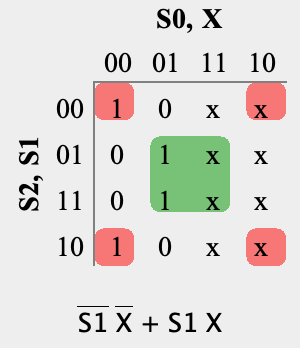 S0, X
00 01 11 10
S2, S1
00 1 0 x x
01 0 1 x x
11 0 1 x x
10 1 0 x x
S̅1̅ X̅ + S1 X